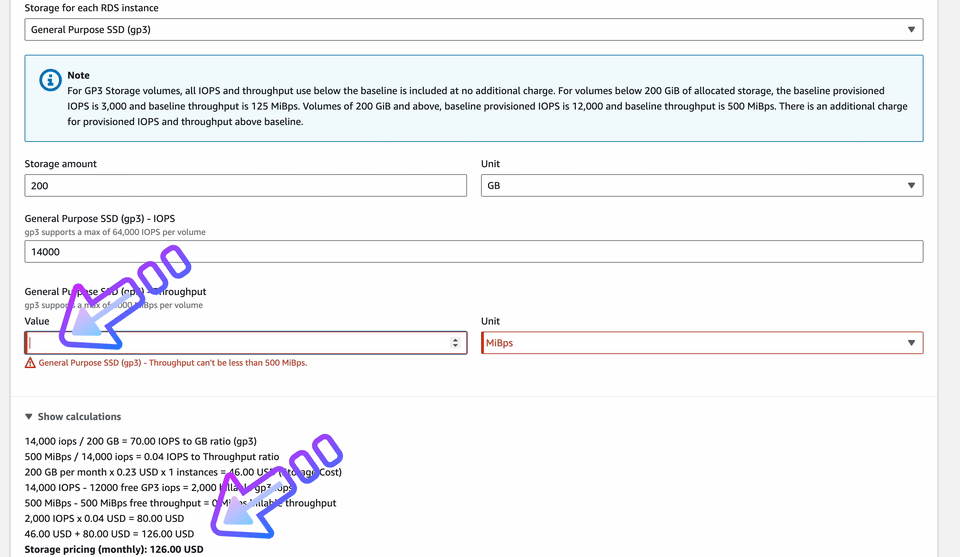 Storage for each RDS instance
General Purpose SSD (gp3)
Note
For GP3 Storage volumes, all IOPS and throughput use below the baseline is included at no additional charge. For volumes below 200 GiB of allocated storage, the baseline provisioned
IOPS is 3,000 and baseline throughput is 125 MiBps. Volumes of 200 GiB and above, baseline provisioned IOPS is 12,000 and baseline throughput is 500 MiBps. There is an additional charge
for provisioned IOPS and throughput above baseline.
Storage amount
Unit
200
GB
General Purpose SSD (gp3) - IOPS
gp3 supports a max of 64,000 IOPS per volume
14000
General Purpose SSD (gp3) - Throughput
gp3 supports a max of 4000 MiBps per volume
Value
Unit
MiBps
General Purpose SSD (gp3) - Throughput can't be less than 500 MiBps.
Show calculations
14,000 iops / 200 GB = 70.00 IOPS to GB ratio (gp3)
500 MiBps / 14,000 iops = 0.04 IOPS to Throughput ratio
200 GB per month x 0.23 USD x 1 instances = 46.00 USD (Storage Cost)
14,000 IOPS - 12000 free GP3 iops = 2,000 billable gp3 iops
500 MiBps - 500 MiBps free throughput = 0 MiBps billable throughput
2,000 IOPS x 0.04 USD = 80.00 USD
46.00 USD + 80.00 USD = 126.00 USD
Storage pricing (monthly): 126.00 USD